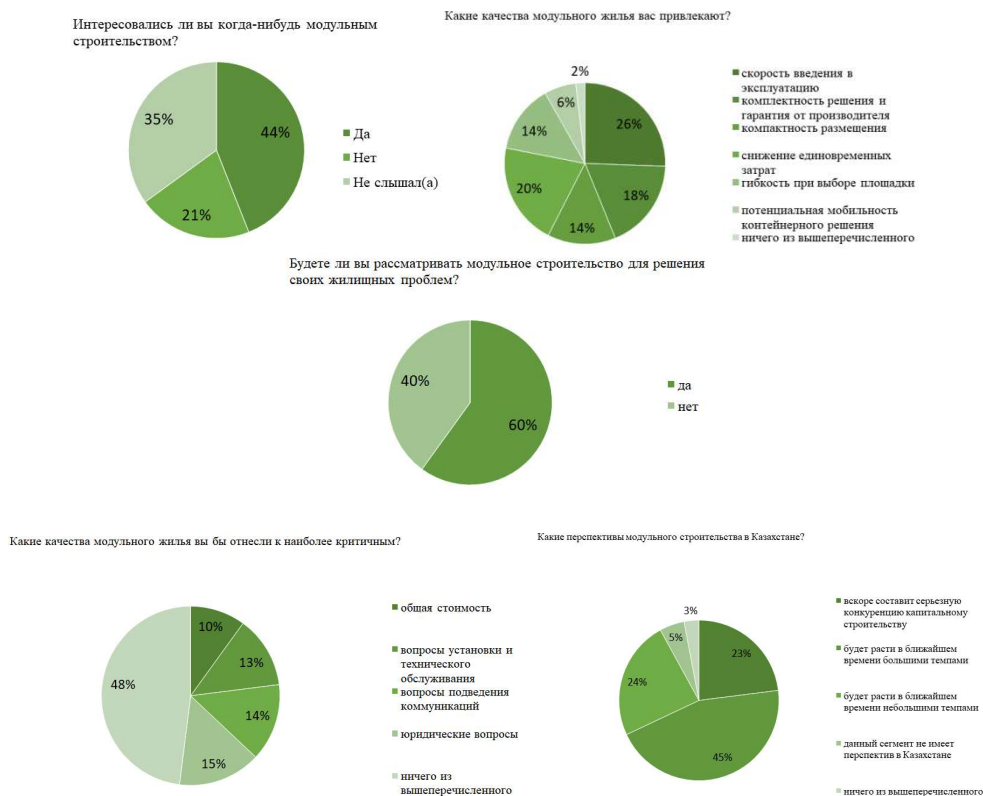 Интересовались ли вы когда-нибудь модульным
строительством?
35%
44%
21%
Да
Нет
Не слышал(а)
Какие качества модульного жилья вас привлекают?
2%
6%
26%
14%
20%
18%
14%
скорость введения в
эксплуатацию
комплектность решения и
гарантия от производителя
компактность размещения
снижение единовременных
затрат
гибкость при выборе площадки
потенциальная мобильность
контейнерного решения
ничего из вышеперечисленного
Будете ли вы рассматривать модульное строительство для решения
своих жилищных проблем?
40%
60%
да
нет
Какие качества модульного жилья вы бы отнесли к наиболее критичным?
10%
13%
48%
14%
15%
общая стоимость
вопросы установки и
технического
обслуживания
вопросы подведения
коммуникаций
юридические вопросы
ничего из
вышеперечисленного
Какие перспективы модульного строительства в Казахстане?
3%
5%
23%
24%
45%
вскоре составит серьезную
конкуренцию капитальному
строительству
будет расти в ближайшем
времени большими темпами
будет расти в ближайшем
времени небольшими темпами
данный сегмент не имеет
перспектив в Казахстане
ничего из вышеперечисленного